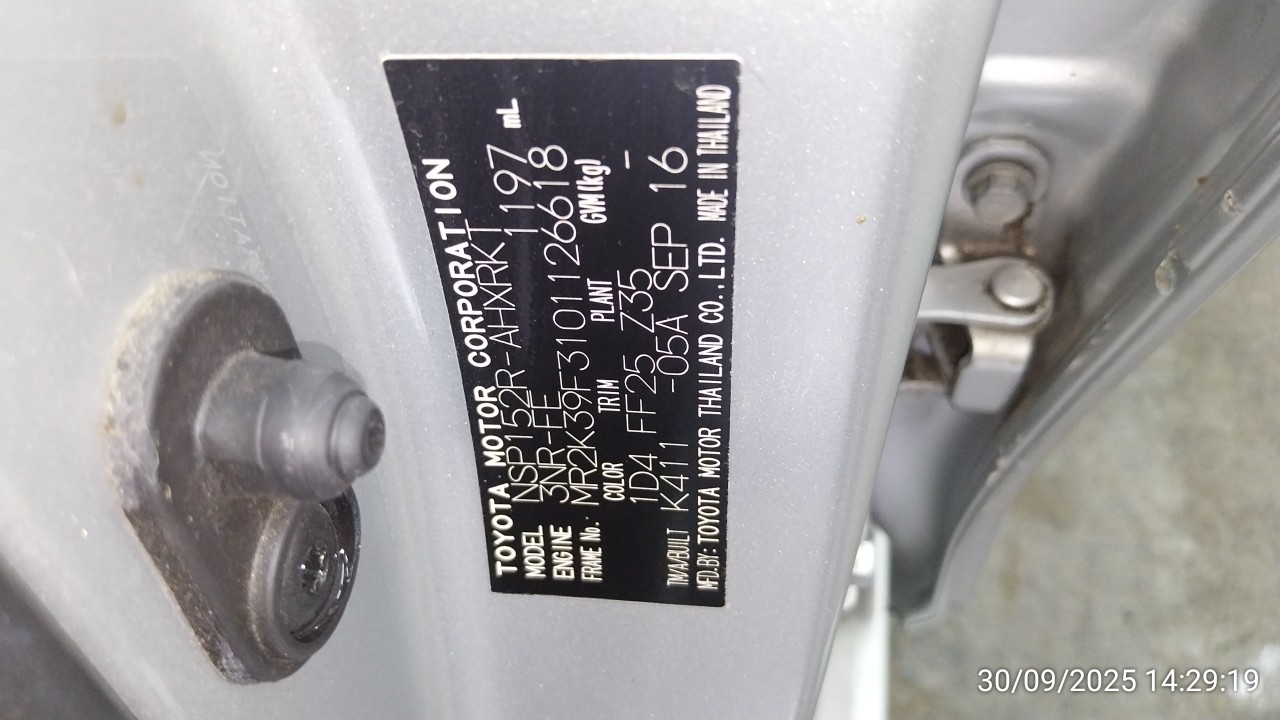 TOYOTA MOTOR CORPORATION
MODEL NSP152R-AHXRKT
ENGINE 3NR-FE 1197 mL
FRAME No. MR2K39F3101126618
COLOR TRIM PLANT GVM(kg)
1D4 FF25 Z35 -
TM/A/BUILT K411 -05A SEP 16
MFD.BY: TOYOTA MOTOR THAILAND CO.,LTD. MADE IN THAILAND
30/09/2025 14:29:19